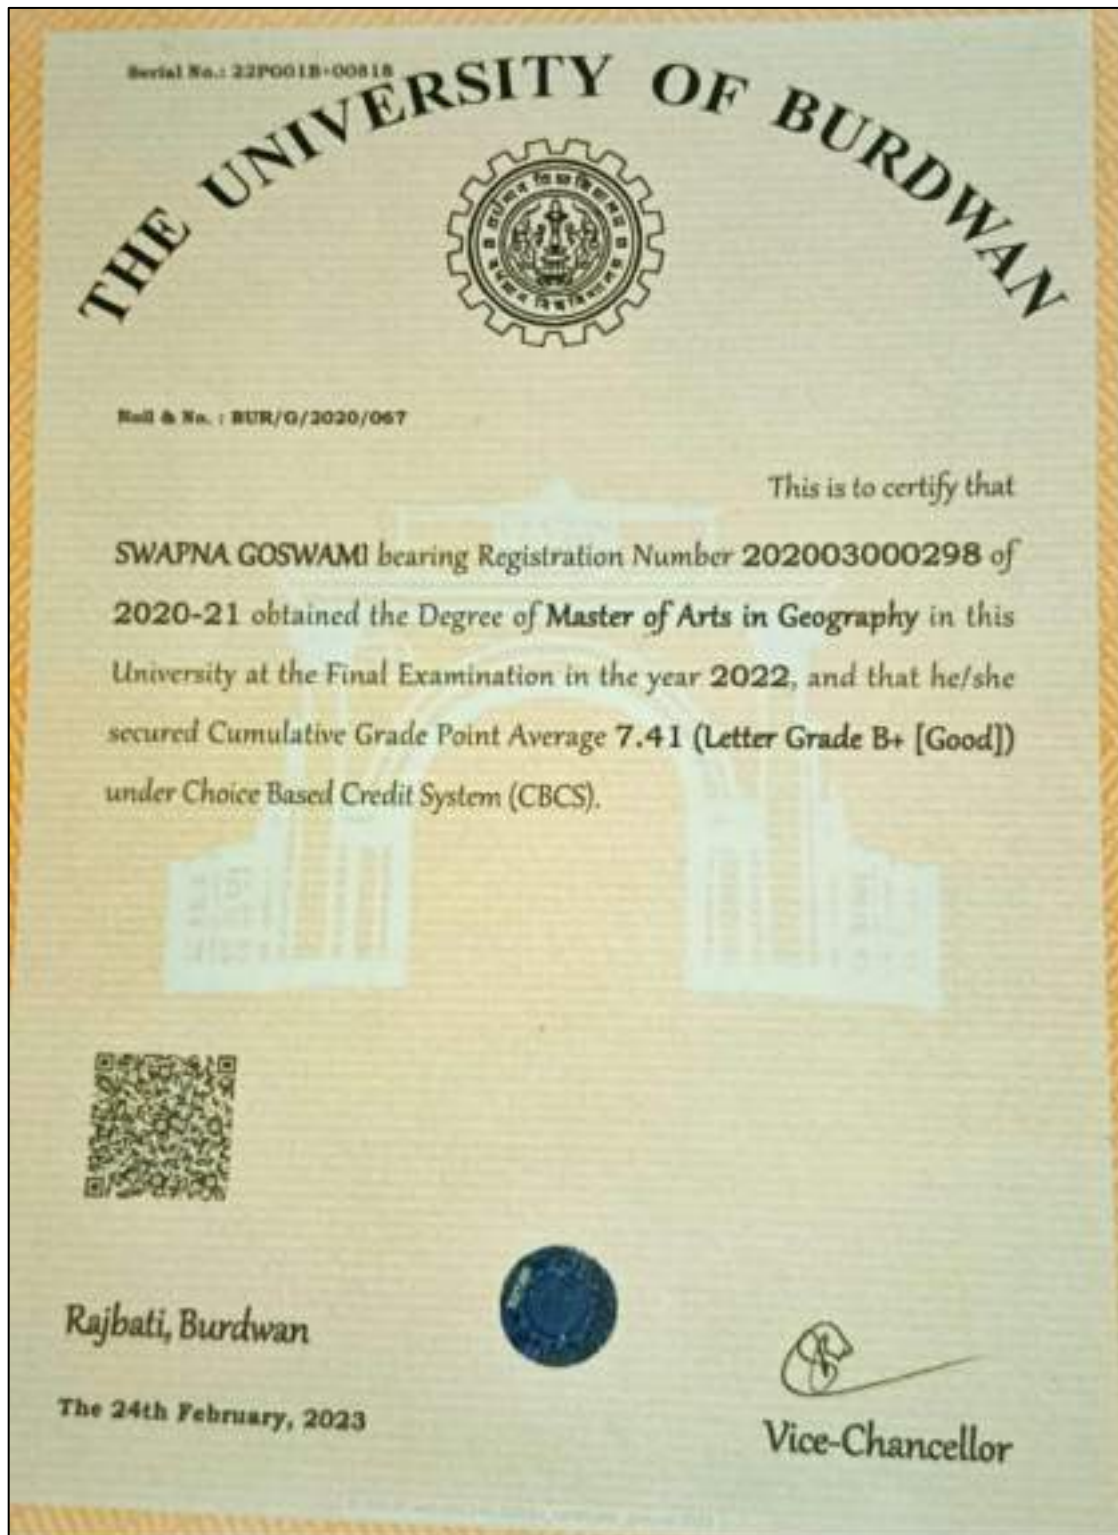 Serial No.: 22PG01B+00818
THE UNIVERSITY OF BURDWAN
Roll & No. : BUR/G/2020/067
This is to certify that
SWAPNA GOSWAMI bearing Registration Number 202003000298 of
2020-21 obtained the Degree of Master of Arts in Geography in this
University at the Final Examination in the year 2022, and that he/she
secured Cumulative Grade Point Average 7.41 (Letter Grade B+ [Good])
under Choice Based Credit System (CBCS).
Rajbati, Burdwan
The 24th February, 2023
Vice-Chancellor